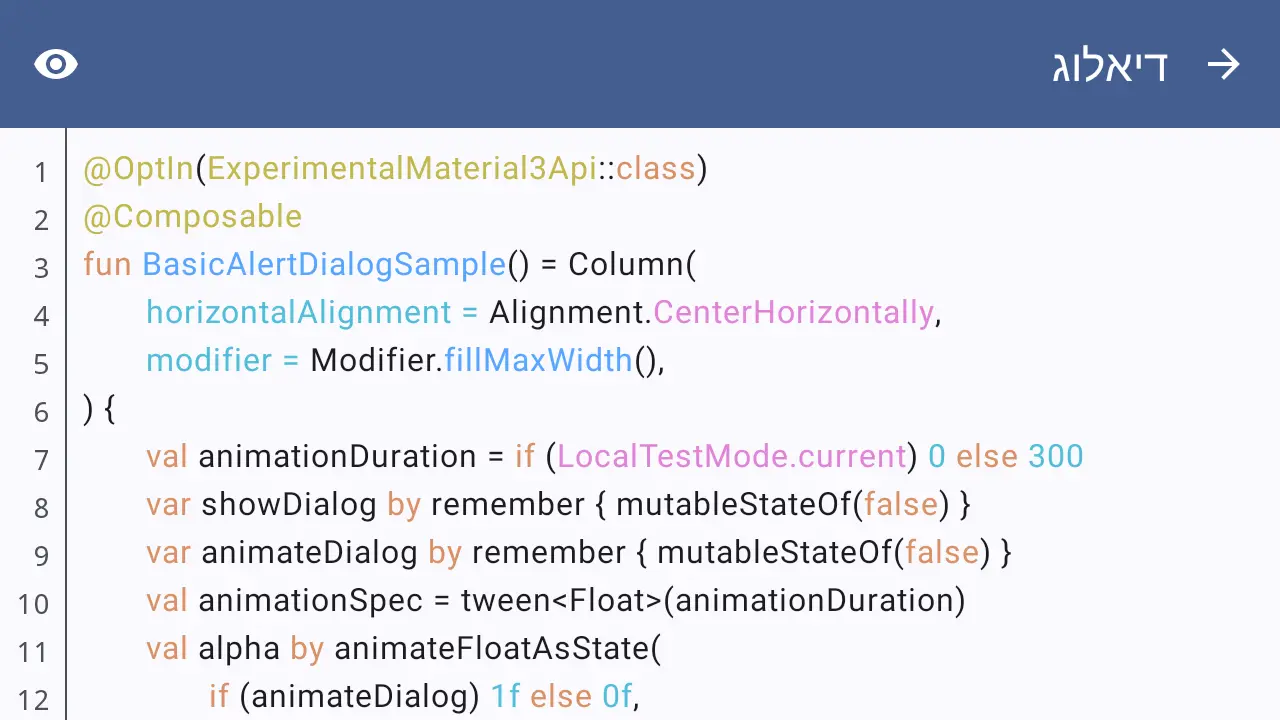 דיאלוג
1 @OptIn(ExperimentalMaterial3Api::class)
2 @Composable
3 fun BasicAlertDialogSample() = Column(
4 horizontalAlignment = Alignment.CenterHorizontally,
5 modifier = Modifier.fillMaxWidth(),
6 ) {
7 val animationDuration = if (LocalTestMode.current) 0 else 300
8 var showDialog by remember { mutableStateOf(false) }
9 var animateDialog by remember { mutableStateOf(false) }
10 val animationSpec = tween<Float>(animationDuration)
11 val alpha by animateFloatAsState(
12 if (animateDialog) 1f else 0f,